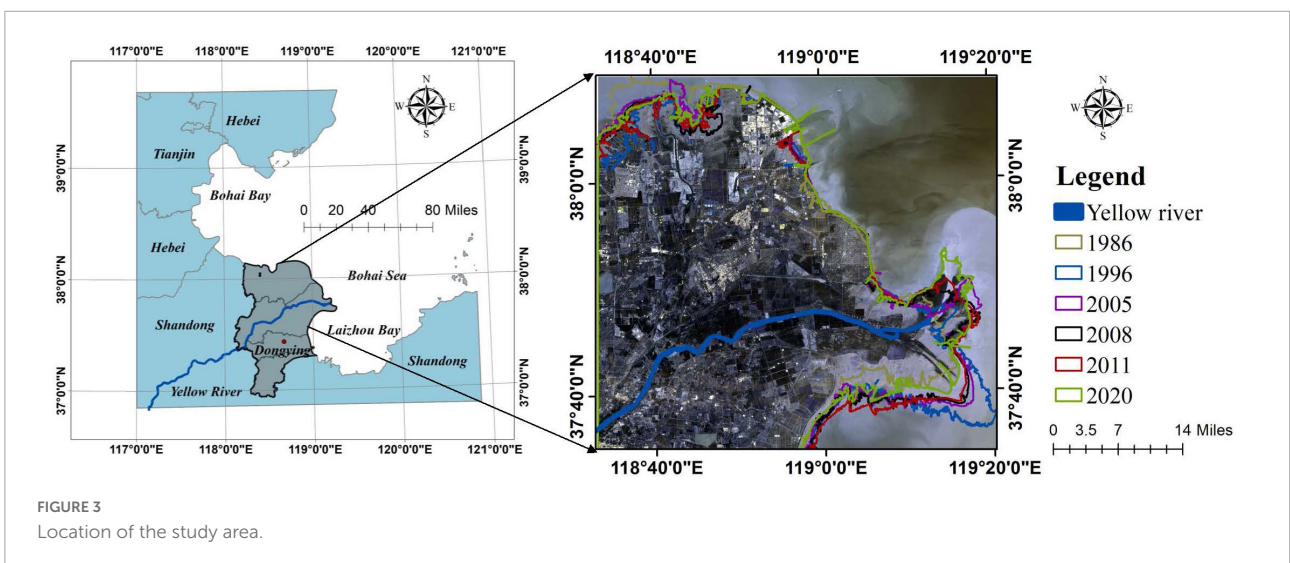 117°0'0"E 118°0'0"E 119°0'0"E 120°0'0"E 121°0'0"E
N
W E
S
39°0'0"N
38°0'0"N
37°0'0"N
Hebei
Tianjin
Bohai Bay
0 20 40 80 Miles
Hebei
Bohai Sea
Shandong
Laizhou Bay
Dongying
Shandong
Yellow River
39°0'0"N
38°0'0"N
37°0'0"N
117°0'0"E 118°0'0"E 119°0'0"E 120°0'0"E 121°0'0"E
118°40'0"E 119°0'0"E 119°20'0"E
38°0'0"N
37°40'0"N
38°0'0"N
37°40'0"N
118°40'0"E 119°0'0"E 119°20'0"E
N
W E
S
Legend
Yellow river
1986
1996
2005
2008
2011
2020
0 3.5 7 14 Miles
FIGURE 3
Location of the study area.